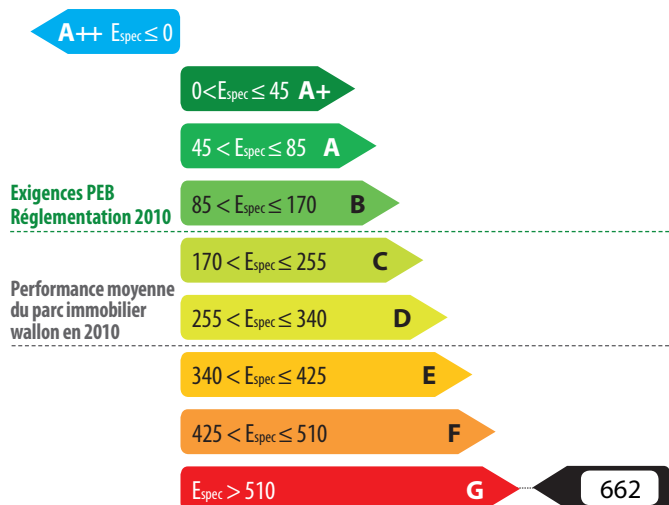 A++ Espec ≤ 0
0<Espec ≤ 45 A+
45 < Espec ≤ 85 A
Exigences PEB
Réglementation 2010
85 < Espec ≤ 170 B
170 < Espec ≤ 255 C
Performance moyenne
du parc immobilier
wallon en 2010
255 < Espec ≤ 340 D
340 < Espec ≤ 425 E
425 < Espec ≤ 510 F
Espec > 510 G
662